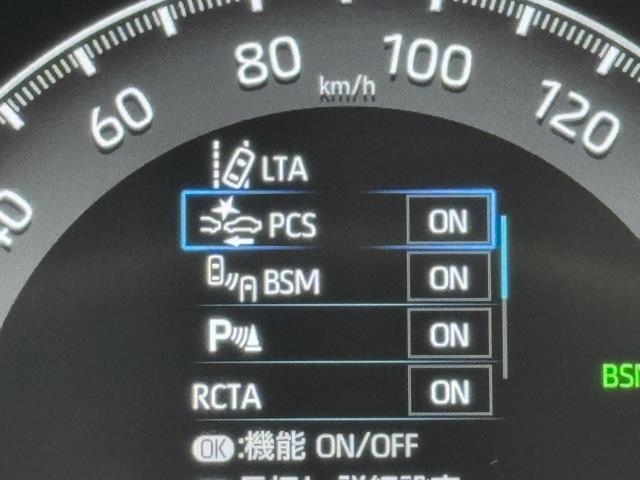 80 100
km/h
60 120
40
LTA
PCS ON
BSM ON
P ON
RCTA ON
BSM
OK:機能 ON/OFF